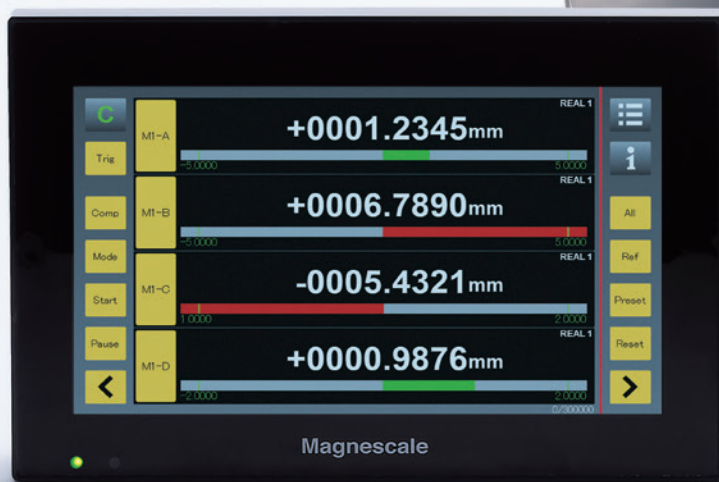 C
Trig
Comp
Mode
Start
Pause
M1-A
REAL 1
+0001.2345mm
-5.0000
5.0000
M1-B
REAL 1
+0006.7890mm
-5.0000
5.0000
M1-C
REAL 1
-0005.4321mm
1.0000
2.0000
M1-D
REAL 1
+0000.9876mm
-2.0000
2.0000
0/300000
i
All
Ref
Preset
Reset
Magnescale